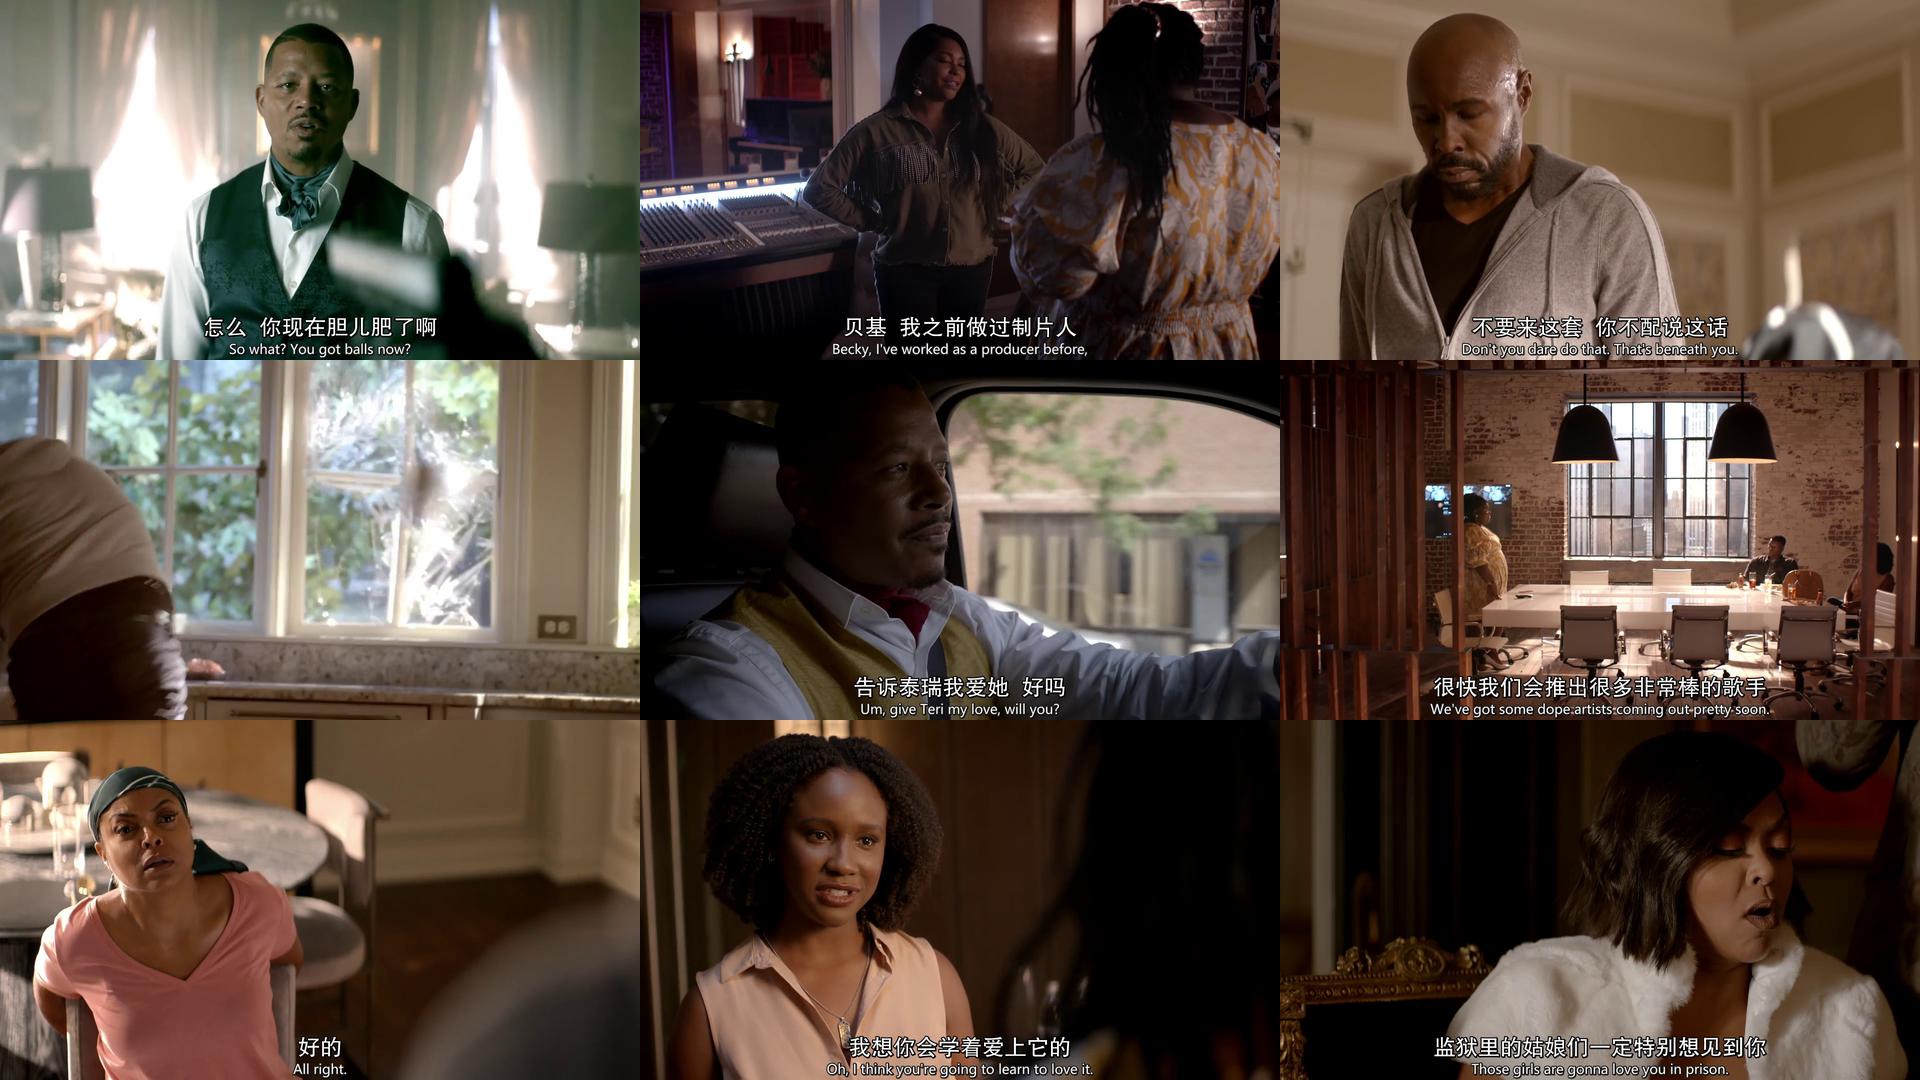 怎么 你现在胆儿肥了啊
So what? You got balls now?
贝基 我之前做过制片人
Becky, I've worked as a producer before,
不要来这套 你不配说这话
Don't you dare do that. That's beneath you.
告诉泰瑞我爱她 好吗
Um, give Teri my love, will you?
很快我们会推出很多非常棒的歌手
We've got some dope artists coming out pretty soon.
好的
All right.
我想你会学着爱上它的
Oh, I think you're going to learn to love it.
监狱里的姑娘们一定特别想见到你
Those girls are gonna love you in prison.